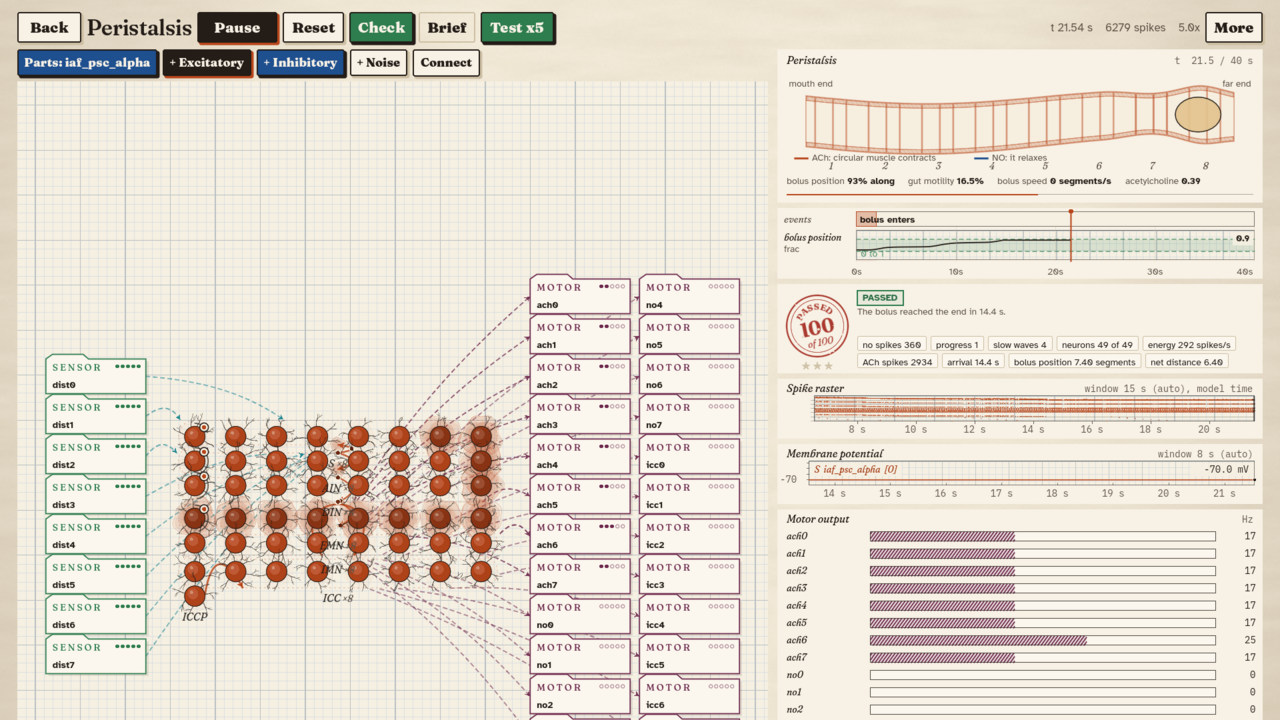 Back Peristalsis Pause Reset Check Brief Test x5
t 21.54 s 6279 spikes 5.0x More
Parts: iaf_psc_alpha + Excitatory + Inhibitory + Noise Connect
Peristalsis t 21.5 / 40 s
mouth end far end
ACh: circular muscle contracts NO: it relaxes
1 2 3 4 5 6 7 8
bolus position 93% along gut motility 16.5% bolus speed 0 segments/s acetylcholine 0.39
events bolus enters
bolus position 0.9
frac 0 to 1
0s 10s 20s 30s 40s
PASSED 100 of 100
PASSED
The bolus reached the end in 14.4 s.
no spikes 360 progress 1 slow waves 4 neurons 49 of 49 energy 292 spikes/s
ACh spikes 2934 arrival 14.4 s bolus position 7.40 segments net distance 6.40
Spike raster window 15 s (auto), model time
8 s 10 s 12 s 14 s 16 s 18 s 20 s
Membrane potential window 8 s (auto)
S iaf_psc_alpha [0] -70.0 mV
-70
14 s 15 s 16 s 17 s 18 s 19 s 20 s 21 s
Motor output Hz
ach0 17
ach1 17
ach2 17
ach3 17
ach4 17
ach5 17
ach6 25
ach7 17
no0 0
no1 0
no2 0
SENSOR
dist0
SENSOR
dist1
SENSOR
dist2
SENSOR
dist3
SENSOR
dist4
SENSOR
dist5
SENSOR
dist6
SENSOR
dist7
ICC ×8
ICCP
MOTOR
ach0
MOTOR
ach1
MOTOR
ach2
MOTOR
ach3
MOTOR
ach4
MOTOR
ach5
MOTOR
ach6
MOTOR
ach7
MOTOR
no0
MOTOR
no1
MOTOR
no2
MOTOR
no4
MOTOR
no5
MOTOR
no6
MOTOR
no7
MOTOR
icc0
MOTOR
icc1
MOTOR
icc2
MOTOR
icc3
MOTOR
icc4
MOTOR
icc5
MOTOR
icc6